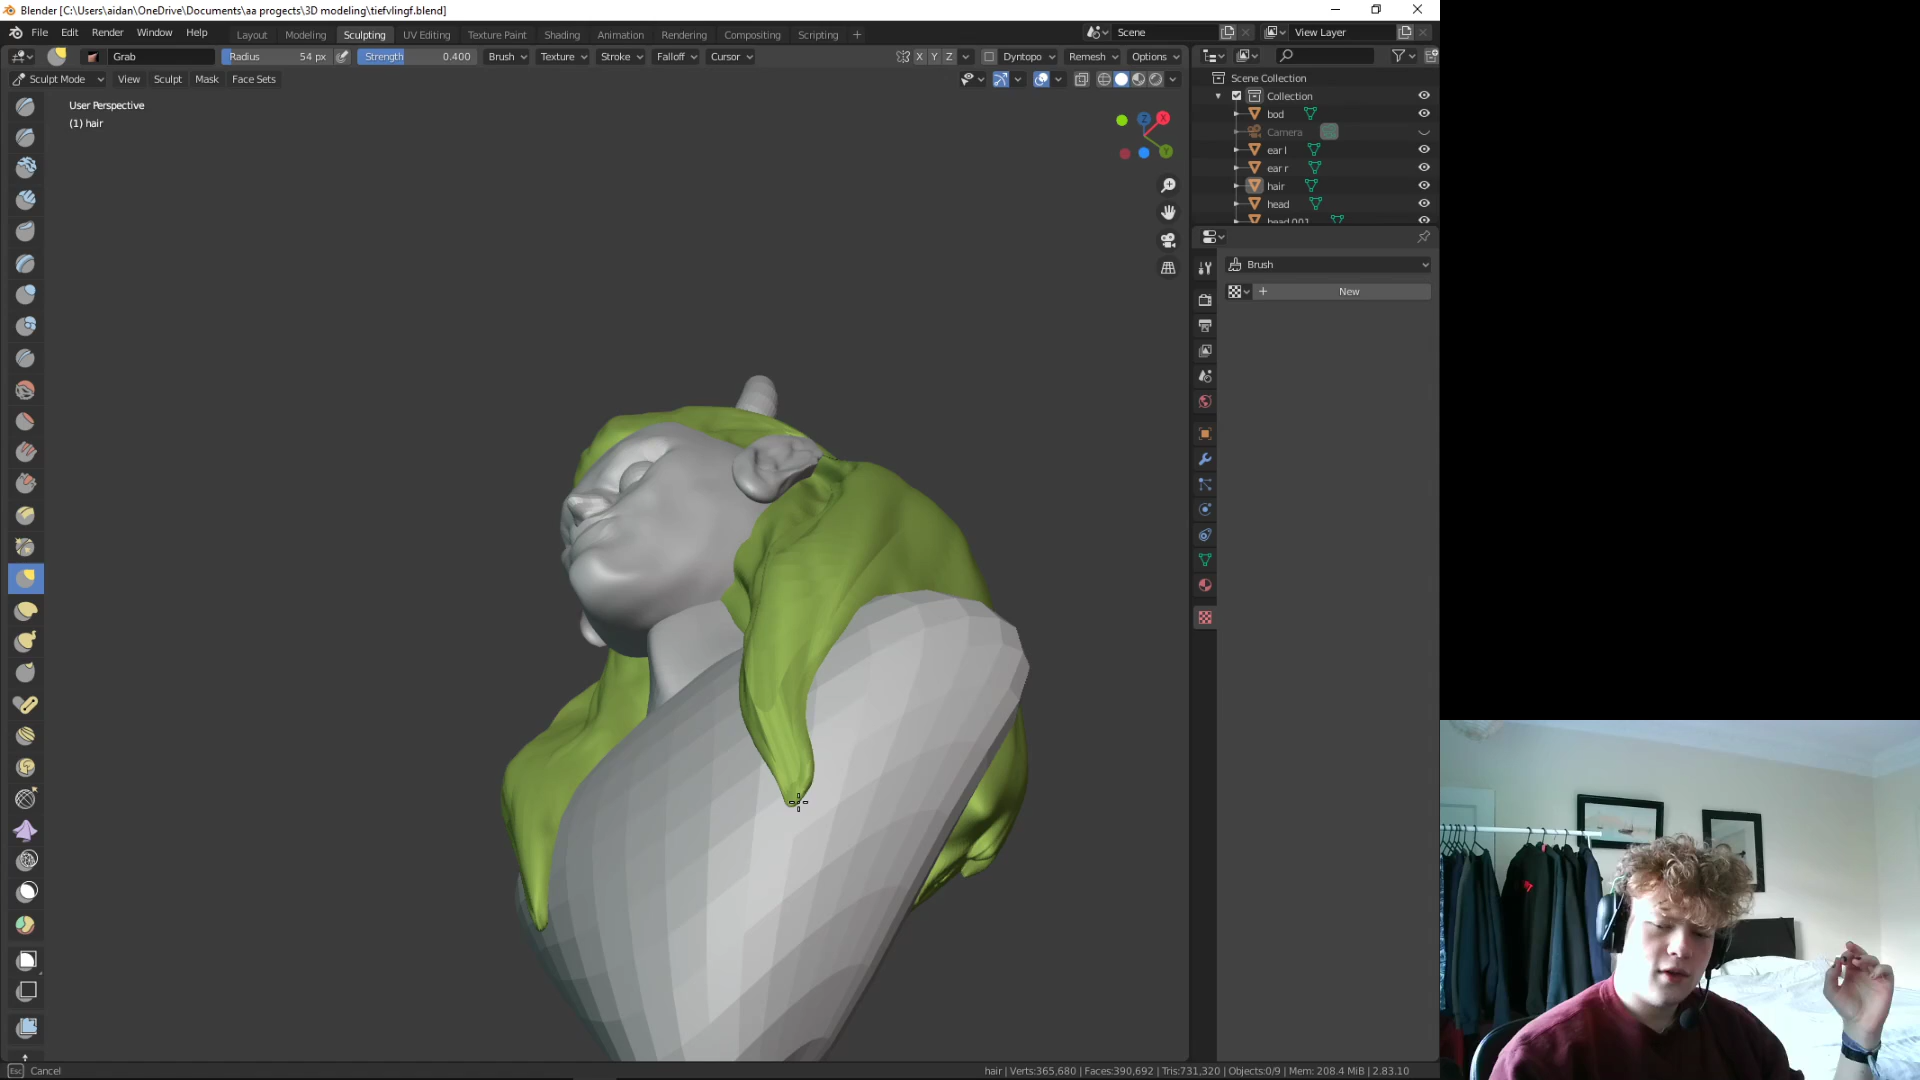 Blender [C:\Users\aidan\OneDrive\Documents\aa progects\3D modeling\tiefvlingf.blend]
File Edit Render Window Help Layout Modeling Sculpting UV Editing Texture Paint Shading Animation Rendering Compositing Scripting + Scene View Layer
Grab Radius 54 px Strength 0.400 Brush Texture Stroke Falloff Cursor X Y Z Dyntopo Remesh Options
Sculpt Mode View Sculpt Mask Face Sets
User Perspective
(1) hair
Z X
Y
Scene Collection
Collection
bod
Camera
ear l
ear r
hair
head
head.001
Brush
+ New
Esc Cancel
hair | Verts:365,680 | Faces:390,692 | Tris:731,320 | Objects:0/9 | Mem: 208.4 MiB | 2.83.10